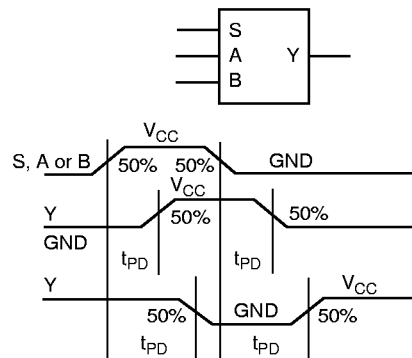 S
A Y
B
V_CC
S, A or B 50% 50% GND
V_CC
Y 50% 50%
GND
t_PD t_PD
Y V_CC
50% GND 50%
t_PD t_PD